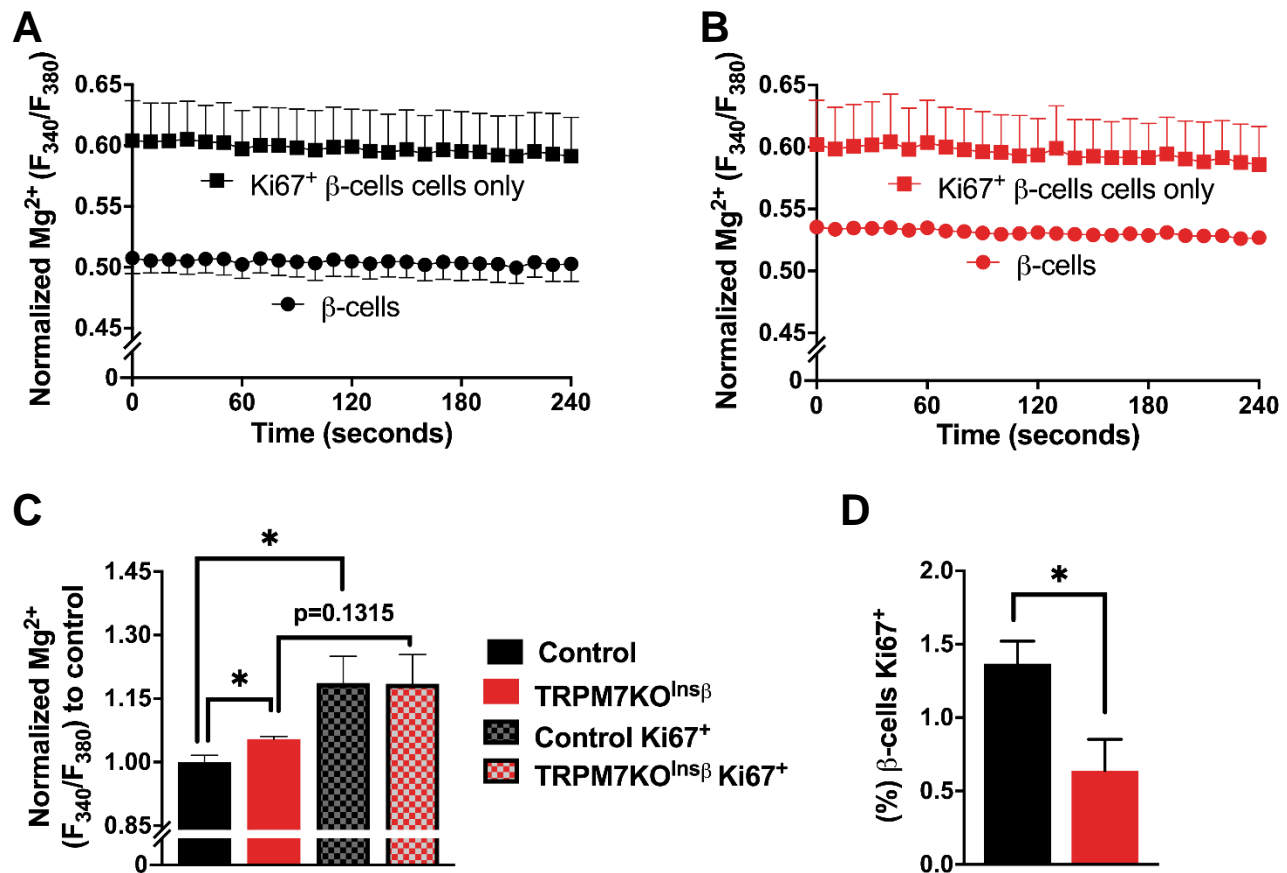 A
Normalized Mg²⁺ (F₃₄₀/F₃₈₀)
0.65
0.60
0.55
0.50
0.45
0
Ki67⁺ β-cells cells only
β-cells
0 60 120 180 240
Time (seconds)
B
Normalized Mg²⁺ (F₃₄₀/F₃₈₀)
0.65
0.60
0.55
0.50
0.45
0
Ki67⁺ β-cells cells only
β-cells
0 60 120 180 240
Time (seconds)
C
Normalized Mg²⁺
(F₃₄₀/F₃₈₀) to control
1.45
1.30
1.15
1.00
0.85
0
*
p=0.1315
*
Control
TRPM7KO^Insβ
Control Ki67⁺
TRPM7KO^Insβ Ki67⁺
D
(%) β-cells Ki67⁺
2.0
1.5
1.0
0.5
0.0
*